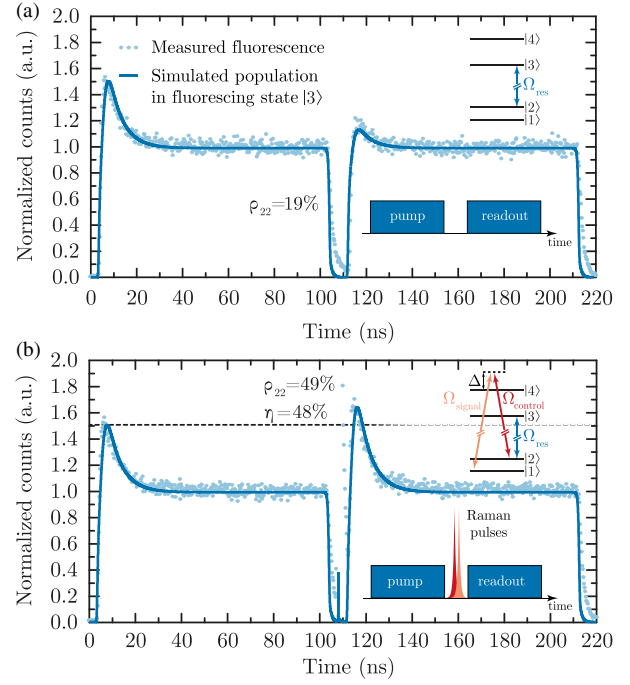 (a)
Normalized counts (a.u.)
2.0
1.8
1.6
1.4
1.2
1.0
0.8
0.6
0.4
0.2
0.0
Measured fluorescence
Simulated population
in fluorescing state |3⟩
|4⟩
|3⟩
Ω_res
|2⟩
|1⟩
ρ₂₂=19%
pump
readout
time
0 20 40 60 80 100 120 140 160 180 200 220
Time (ns)
(b)
Normalized counts (a.u.)
2.0
1.8
1.6
1.4
1.2
1.0
0.8
0.6
0.4
0.2
0.0
ρ₂₂=49%
η=48%
Δ
|4⟩
Ω_signal
Ω_control
|3⟩
Ω_res
|2⟩
|1⟩
Raman
pulses
pump
readout
time
0 20 40 60 80 100 120 140 160 180 200 220
Time (ns)